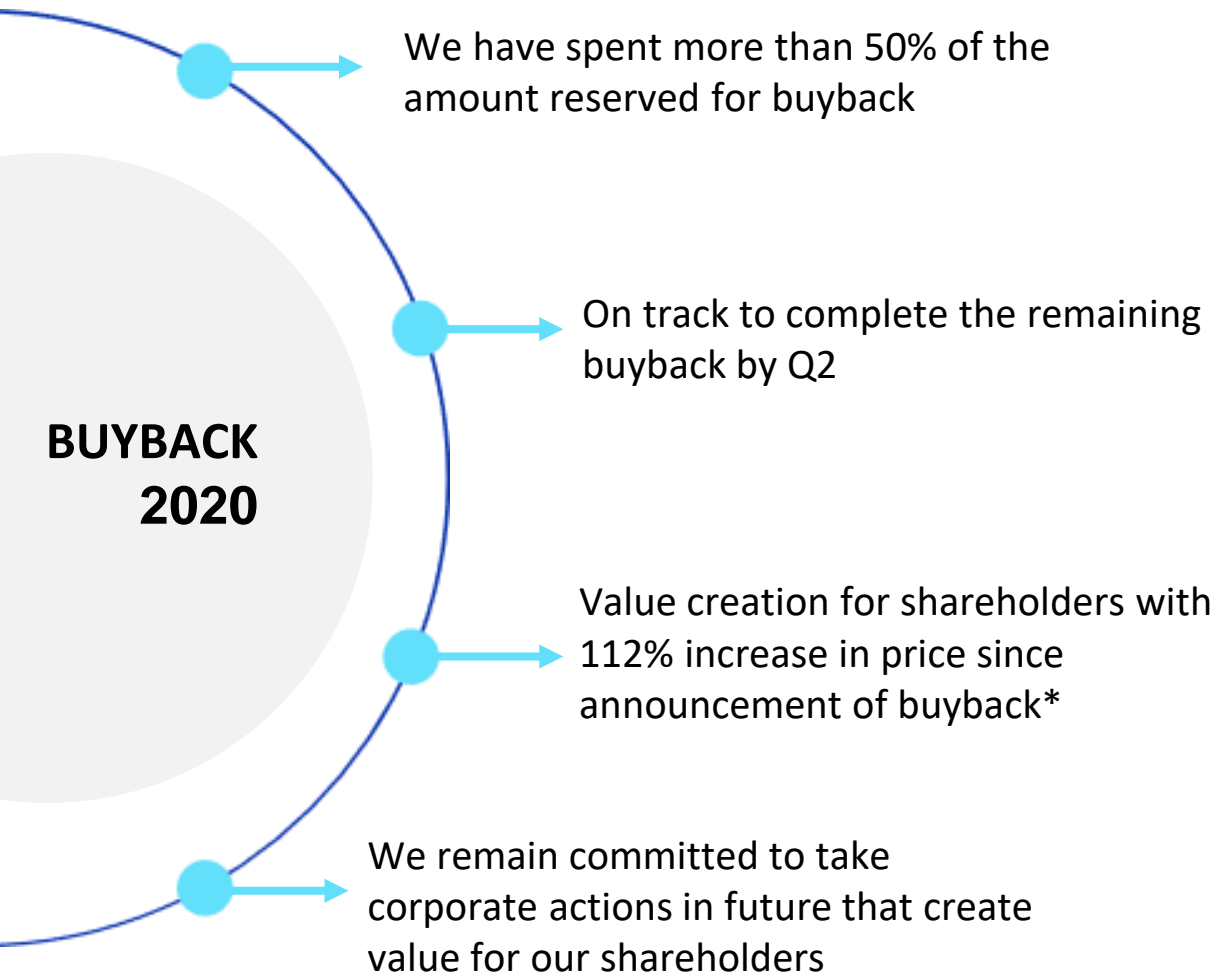 We have spent more than 50% of the
amount reserved for buyback
On track to complete the remaining
buyback by Q2
BUYBACK
2020
Value creation for shareholders with
112% increase in price since
announcement of buyback*
We remain committed to take
corporate actions in future that create
value for our shareholders